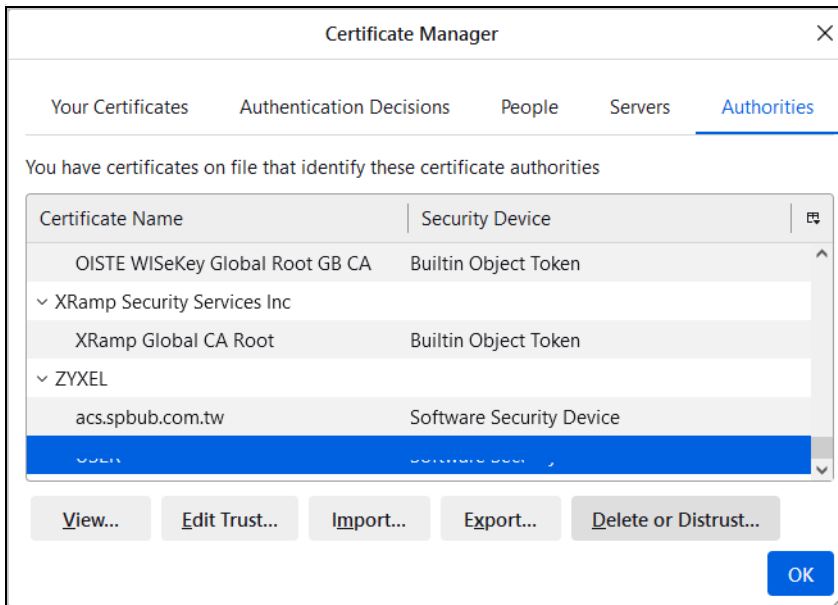 Certificate Manager
Your Certificates Authentication Decisions People Servers Authorities
You have certificates on file that identify these certificate authorities
Certificate Name Security Device
OISTE WISeKey Global Root GB CA Builtin Object Token
XRamp Security Services Inc
XRamp Global CA Root Builtin Object Token
ZYXEL
acs.spbub.com.tw Software Security Device
View... Edit Trust... Import... Export... Delete or Distrust...
OK